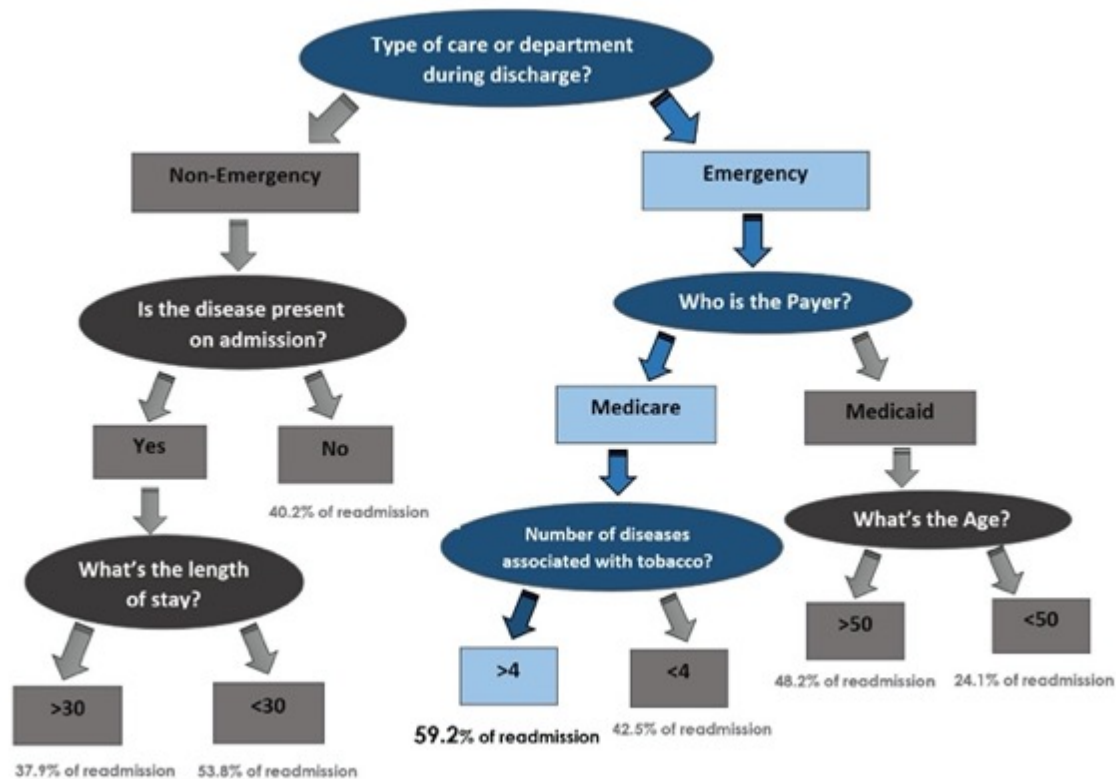 Type of care or department
during discharge?
Non-Emergency
Emergency
Is the disease present
on admission?
Who is the Payer?
Yes
No
40.2% of readmission
Medicare
Medicaid
What's the length
of stay?
Number of diseases
associated with tobacco?
What's the Age?
>30
<30
37.9% of readmission
53.8% of readmission
>4
<4
59.2% of readmission
42.5% of readmission
>50
<50
48.2% of readmission
24.1% of readmission